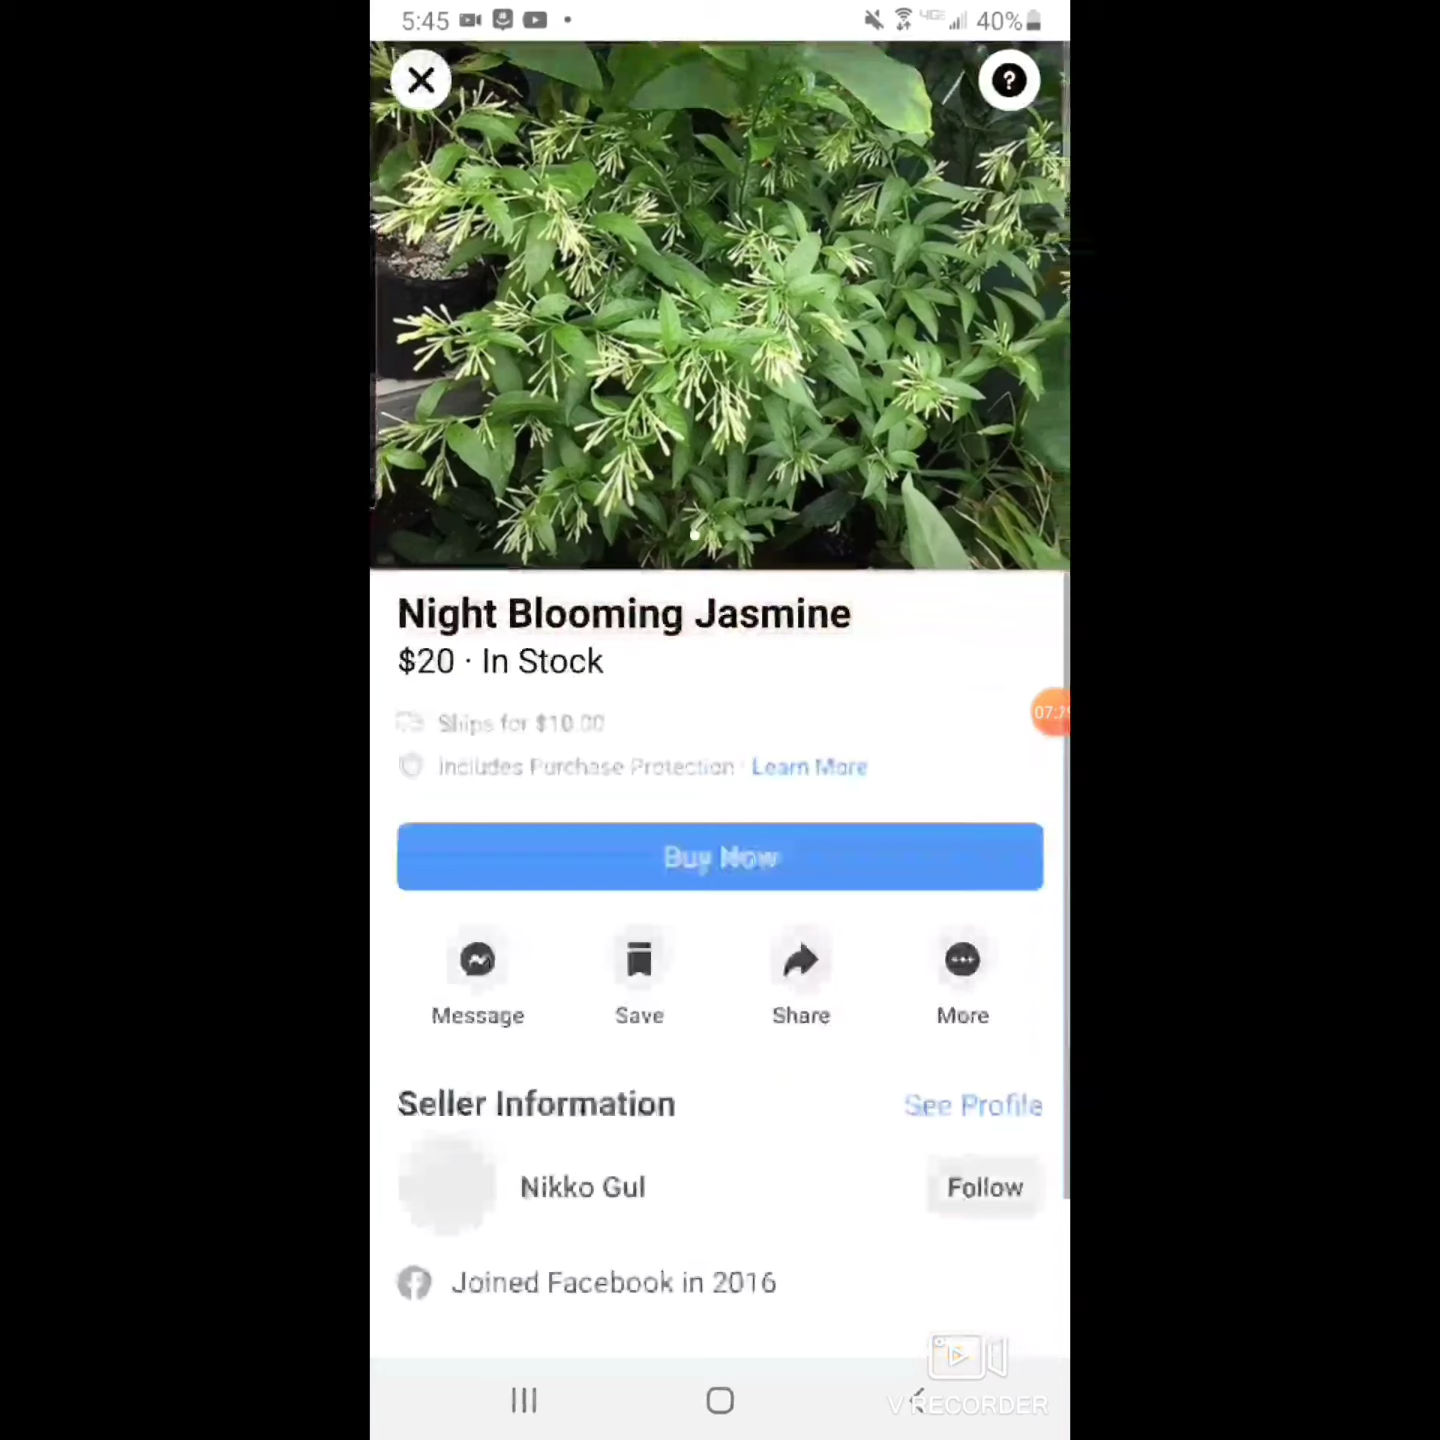 5:45
40%
Night Blooming Jasmine
$20 · In Stock
Ships for $10.00
Includes Purchase Protection · Learn More
Buy Now
Message Save Share More
Seller Information See Profile
Nikko Gul Follow
Joined Facebook in 2016
V RECORDER